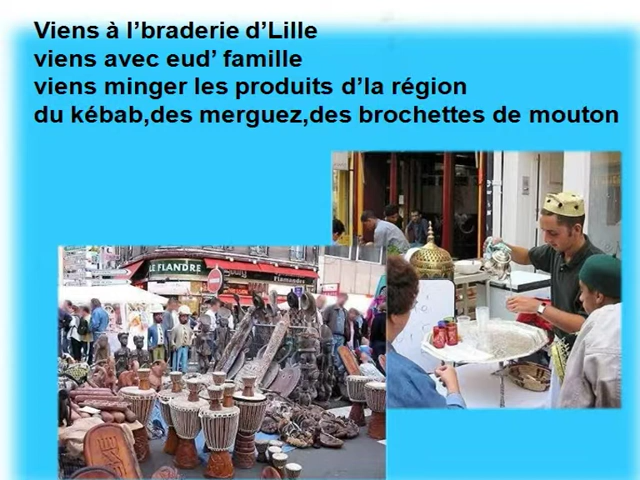 Viens à l’braderie d’Lille
viens avec eud’ famille
viens minger les produits d’la région
du kébab,des merguez,des brochettes de mouton
LE FLANDRE